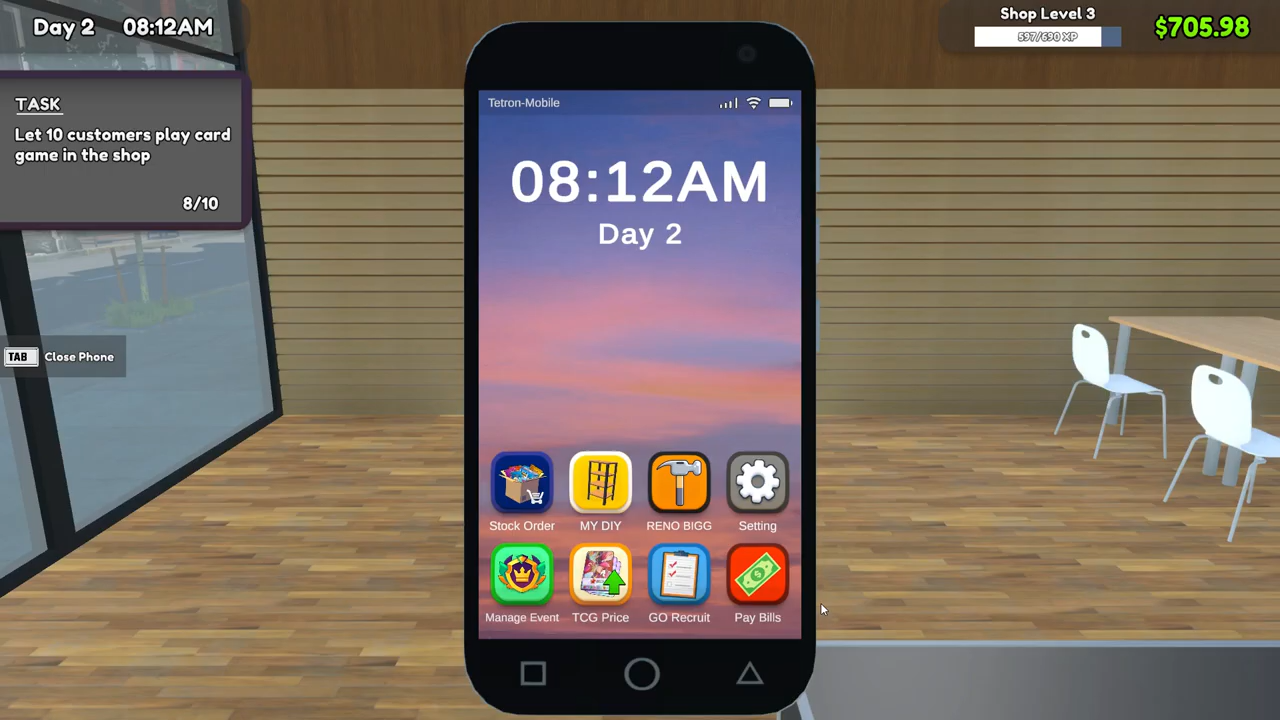 Day 2 08:12AM
Shop Level 3
597/690 XP
$705.98
TASK
Let 10 customers play card
game in the shop
8/10
TAB Close Phone
Tetron-Mobile
08:12AM
Day 2
Stock Order MY DIY RENO BIGG Setting
Manage Event TCG Price GO Recruit Pay Bills